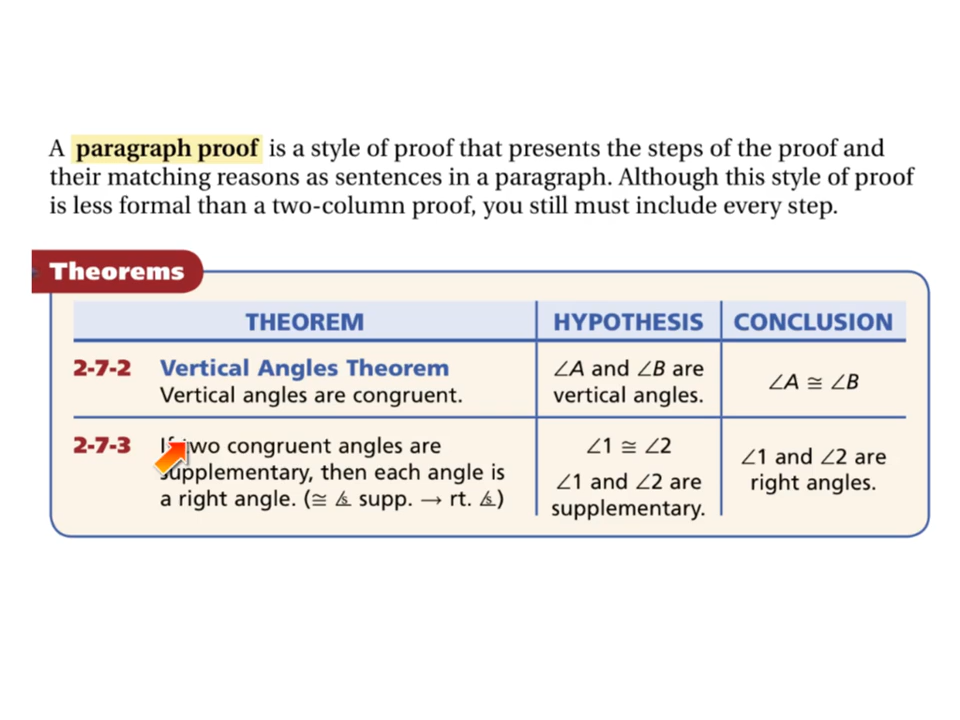 A paragraph proof is a style of proof that presents the steps of the proof and
their matching reasons as sentences in a paragraph. Although this style of proof
is less formal than a two-column proof, you still must include every step.
Theorems
THEOREM HYPOTHESIS CONCLUSION
2-7-2 Vertical Angles Theorem
Vertical angles are congruent.
∠A and ∠B are
vertical angles.
∠A ≅ ∠B
2-7-3 If two congruent angles are
supplementary, then each angle is
a right angle. (≅ ∠s supp. → rt. ∠s)
∠1 ≅ ∠2
∠1 and ∠2 are
supplementary.
∠1 and ∠2 are
right angles.